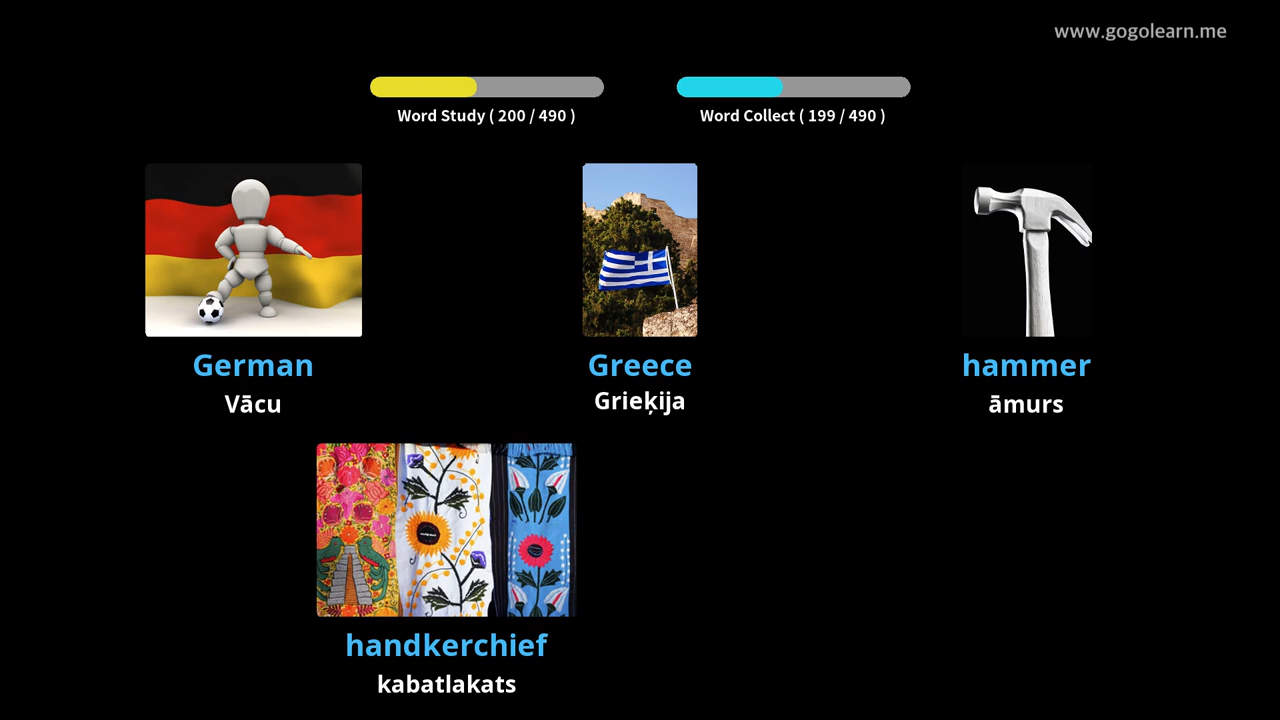 www.gogolearn.me
Word Study ( 200 / 490 )
Word Collect ( 199 / 490 )
German
Vācu
Greece
Grieķija
hammer
āmurs
handkerchief
kabatlakats